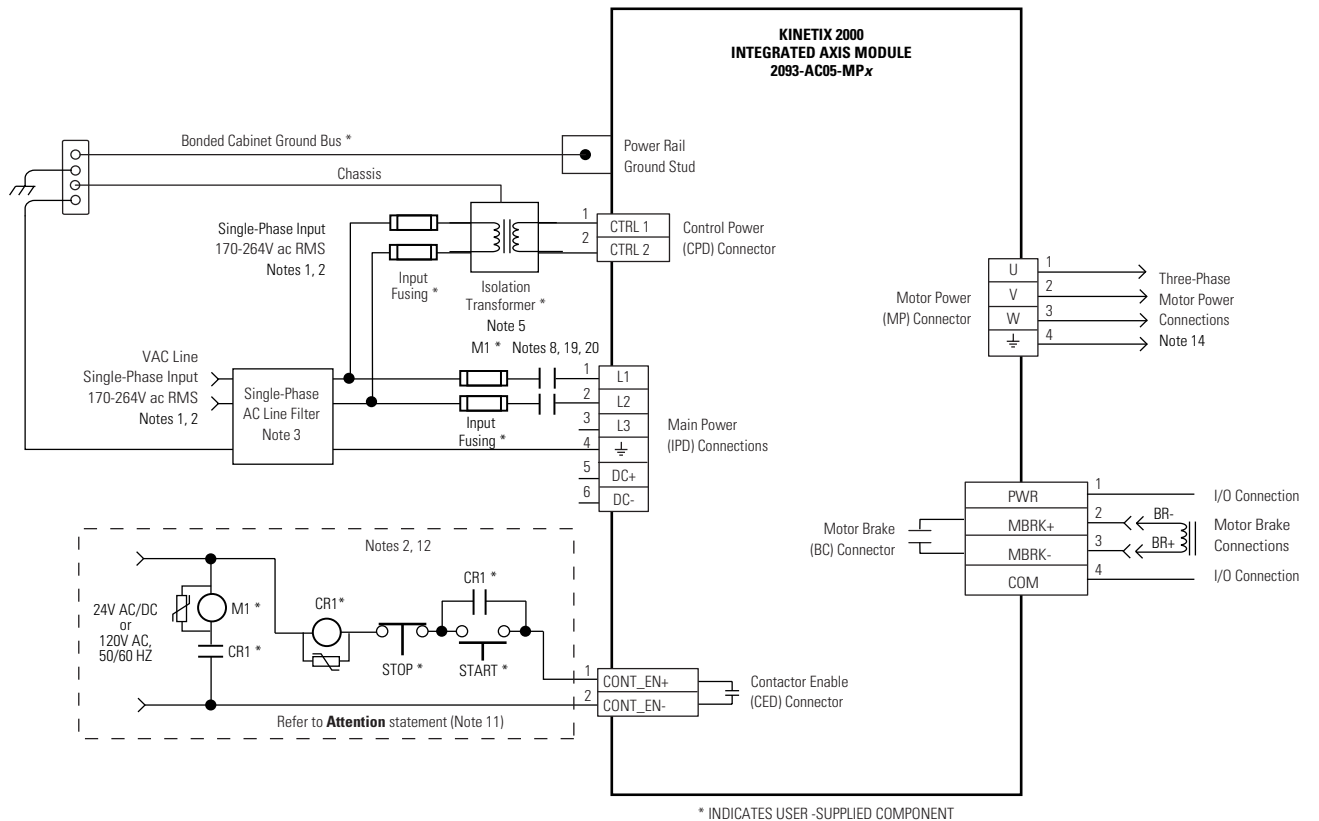 KINETIX 2000
INTEGRATED AXIS MODULE
2093-AC05-MPx
Bonded Cabinet Ground Bus *
Power Rail
Ground Stud
Chassis
Single-Phase Input
170-264V ac RMS
Notes 1, 2
Input
Fusing *
Isolation
Transformer *
Note 5
1
2
CTRL 1
CTRL 2
Control Power
(CPD) Connector
M1 * Notes 8, 19, 20
VAC Line
Single-Phase Input
170-264V ac RMS
Notes 1, 2
Single-Phase
AC Line Filter
Note 3
Input
Fusing *
1
2
3
4
5
6
L1
L2
L3
DC+
DC-
Main Power
(IPD) Connections
Motor Power
(MP) Connector
U
V
W
1
2
3
4
Three-Phase
Motor Power
Connections
Note 14
Motor Brake
(BC) Connector
PWR
MBRK+
MBRK-
COM
1
2
3
4
BR-
BR+
I/O Connection
Motor Brake
Connections
I/O Connection
Notes 2, 12
24V AC/DC
or
120V AC,
50/60 HZ
M1 *
CR1 *
CR1*
STOP *
CR1 *
START *
Refer to Attention statement (Note 11)
1
2
CONT_EN+
CONT_EN-
Contactor Enable
(CED) Connector
* INDICATES USER -SUPPLIED COMPONENT